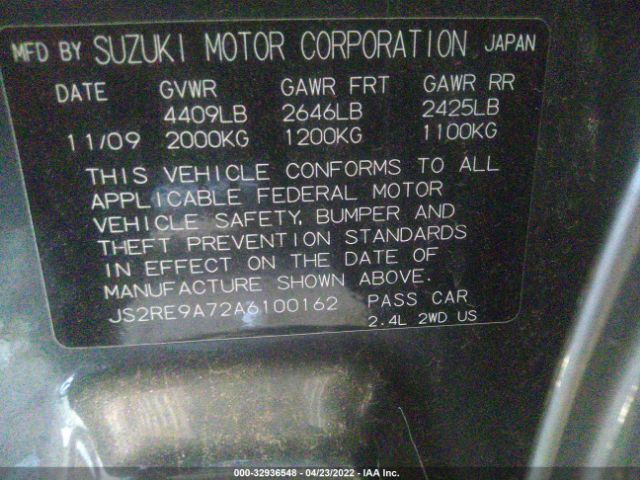 MFD BY SUZUKI MOTOR CORPORATION JAPAN
DATE GVWR GAWR FRT GAWR RR
4409LB 2646LB 2425LB
11/09 2000KG 1200KG 1100KG
THIS VEHICLE CONFORMS TO ALL
APPLICABLE FEDERAL MOTOR
VEHICLE SAFETY, BUMPER AND
THEFT PREVENTION STANDARDS
IN EFFECT ON THE DATE OF
MANUFACTURE SHOWN ABOVE.
JS2RE9A72A6100162 PASS CAR
2.4L 2WD US
000-32936548 - 04/23/2022 - IAA Inc.